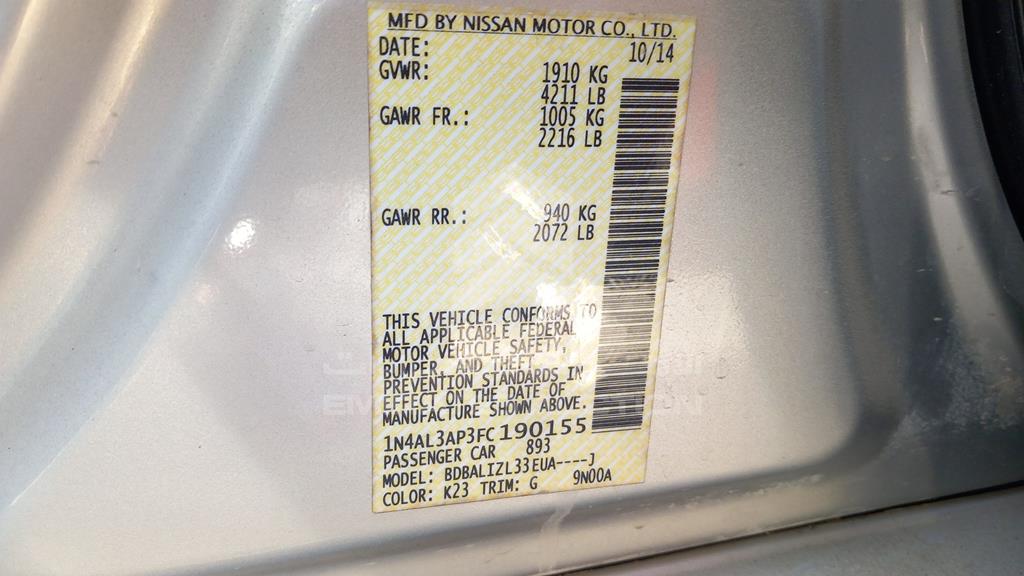 MFD BY NISSAN MOTOR CO., LTD.
DATE: 10/14
GVWR: 1910 KG
4211 LB
GAWR FR.: 1005 KG
2216 LB
GAWR RR.: 940 KG
2072 LB
THIS VEHICLE CONFORMS TO
ALL APPLICABLE FEDERAL
MOTOR VEHICLE SAFETY,
BUMPER, AND THEFT
PREVENTION STANDARDS IN
EFFECT ON THE DATE OF
MANUFACTURE SHOWN ABOVE.
1N4AL3AP3FC190155
PASSENGER CAR 893
MODEL: BDBALIZL33EUA----J
COLOR: K23 TRIM: G 9N00A